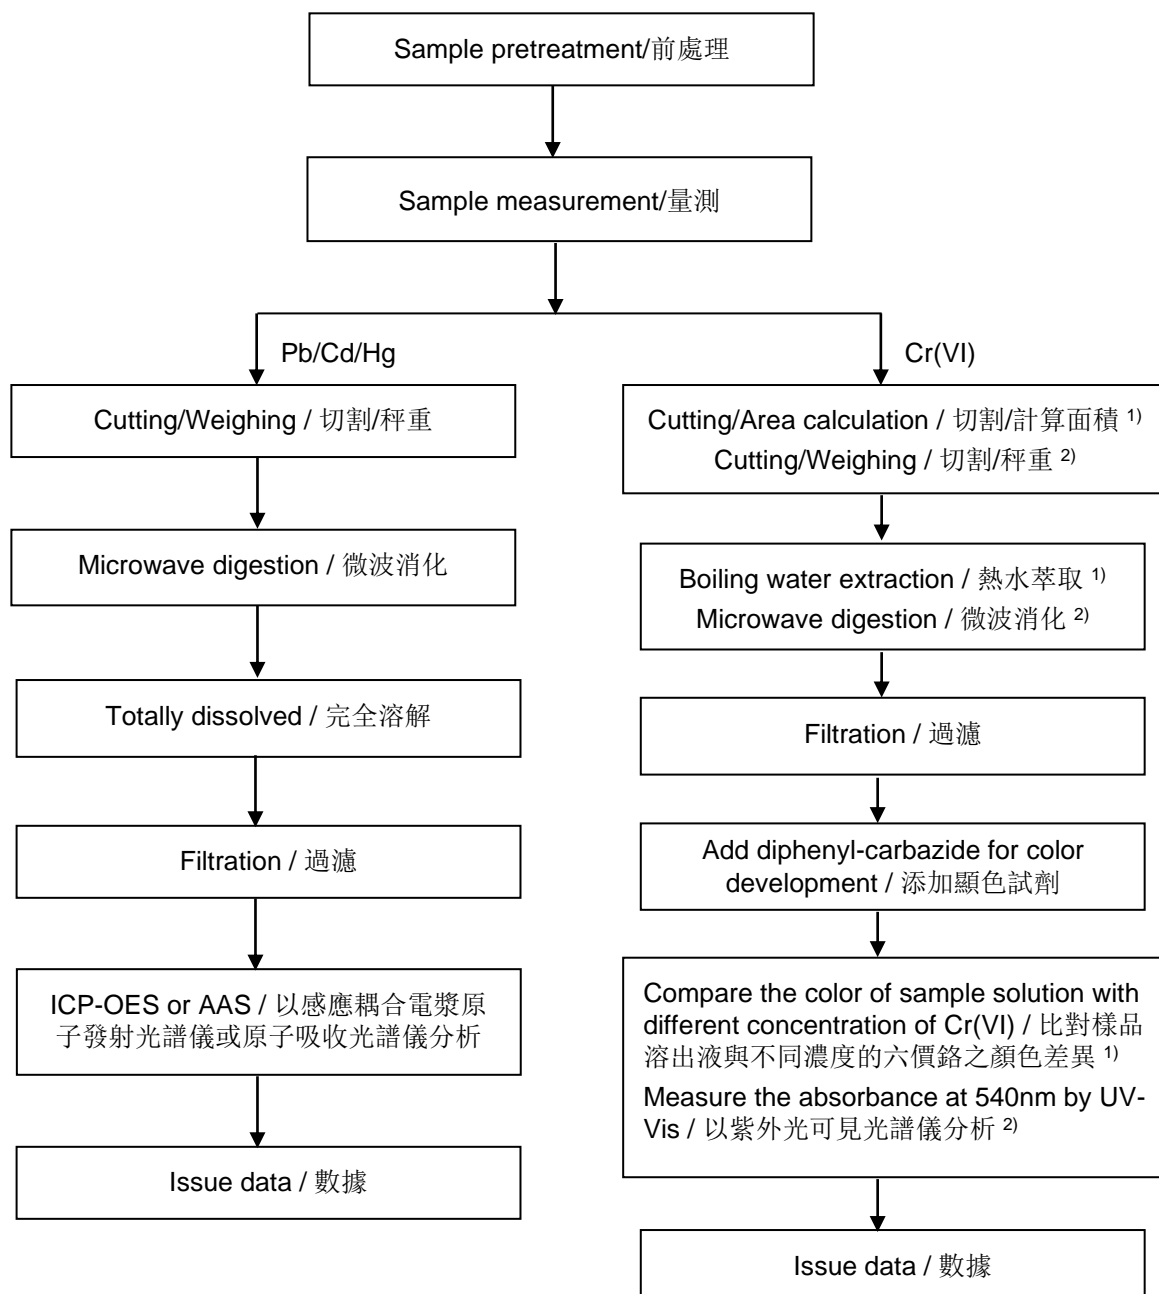 Sample pretreatment/前處理
Sample measurement/量測
Pb/Cd/Hg
Cutting/Weighing / 切割/秤重
Microwave digestion / 微波消化
Totally dissolved / 完全溶解
Filtration / 過濾
ICP-OES or AAS / 以感應耦合電漿原
子發射光譜儀或原子吸收光譜儀分析
Issue data / 數據
Cr(VI)
Cutting/Area calculation / 切割/計算面積 1)
Cutting/Weighing / 切割/秤重 2)
Boiling water extraction / 熱水萃取 1)
Microwave digestion / 微波消化 2)
Filtration / 過濾
Add diphenyl-carbazide for color
development / 添加顯色試劑
Compare the color of sample solution with
different concentration of Cr(VI) / 比對樣品
溶出液與不同濃度的六價鉻之顏色差異 1)
Measure the absorbance at 540nm by UV-
Vis / 以紫外光可見光譜儀分析 2)
Issue data / 數據